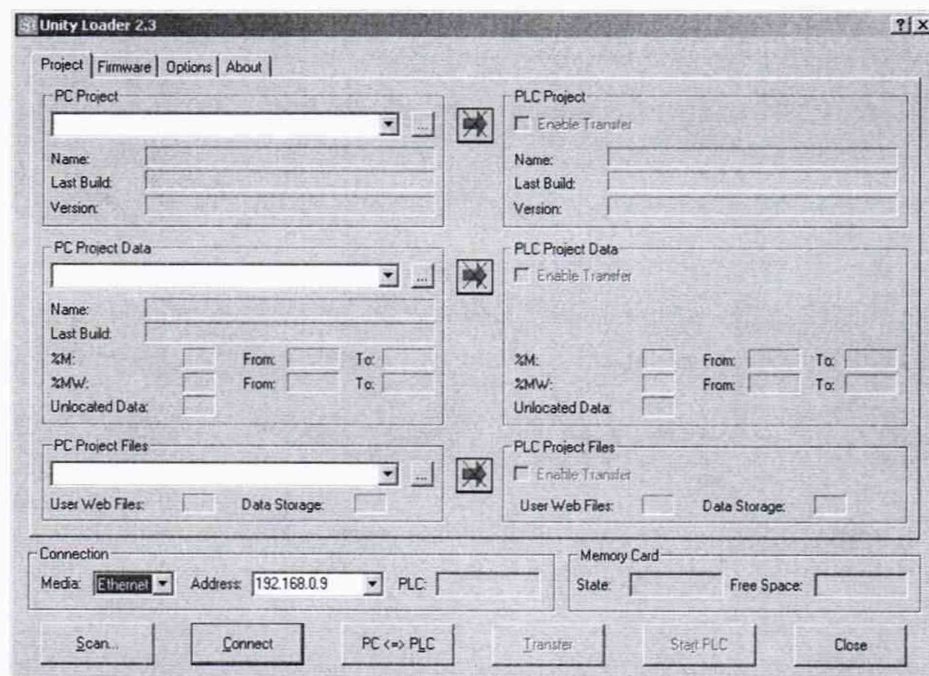 Unity Loader 2.3
Project Firmware Options About
PC Project
...
Name:
Last Build:
Version:
PLC Project
Enable Transfer
Name:
Last Build:
Version:
PC Project Data
...
Name:
Last Build:
%M: From: To:
%MW: From: To:
Unlocated Data:
PLC Project Data
Enable Transfer
%M: From: To:
%MW: From: To:
Unlocated Data:
PC Project Files
...
User Web Files: Data Storage:
PLC Project Files
Enable Transfer
User Web Files: Data Storage:
Connection
Media: Ethernet Address: 192.168.0.9 PLC:
Memory Card
State: Free Space:
Scan... Connect PC <=> PLC Transfer Start PLC Close